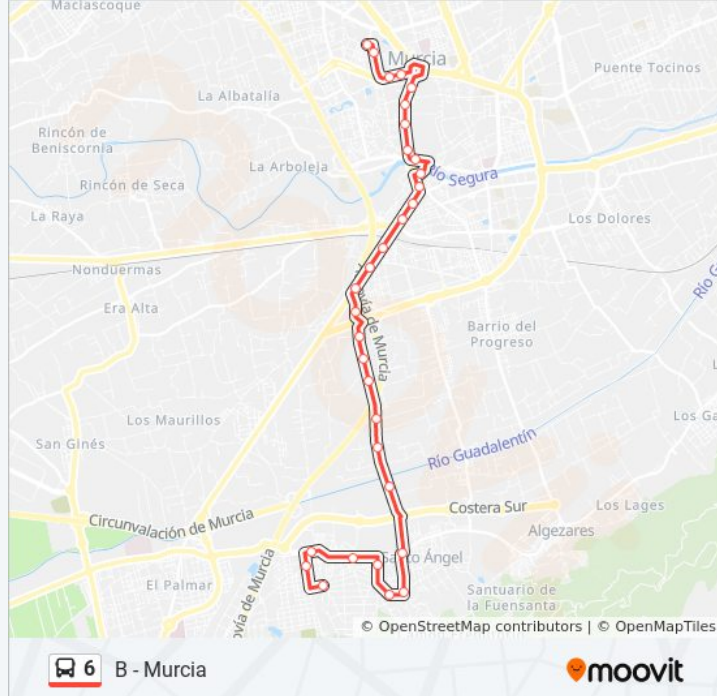 Maciascoque
Murcia
Puente Tocinos
La Albatalía
Rincón de
Beniscornia
La Arboleja
Río Segura
Rincón de Seca
La Raya
Los Dolores
Nonduermas
Era Alta
Autovía de Murcia
Barrio del
Progreso
Los Maurillos
San Ginés
Río Guadalentín
Costera Sur
Los Lages
Circunvalación de Murcia
Algezares
Santo Ángel
El Palmar
Santuario de
la Fuensanta
© OpenStreetMap contributors | © OpenMapTiles
6 B - Murcia
moovit